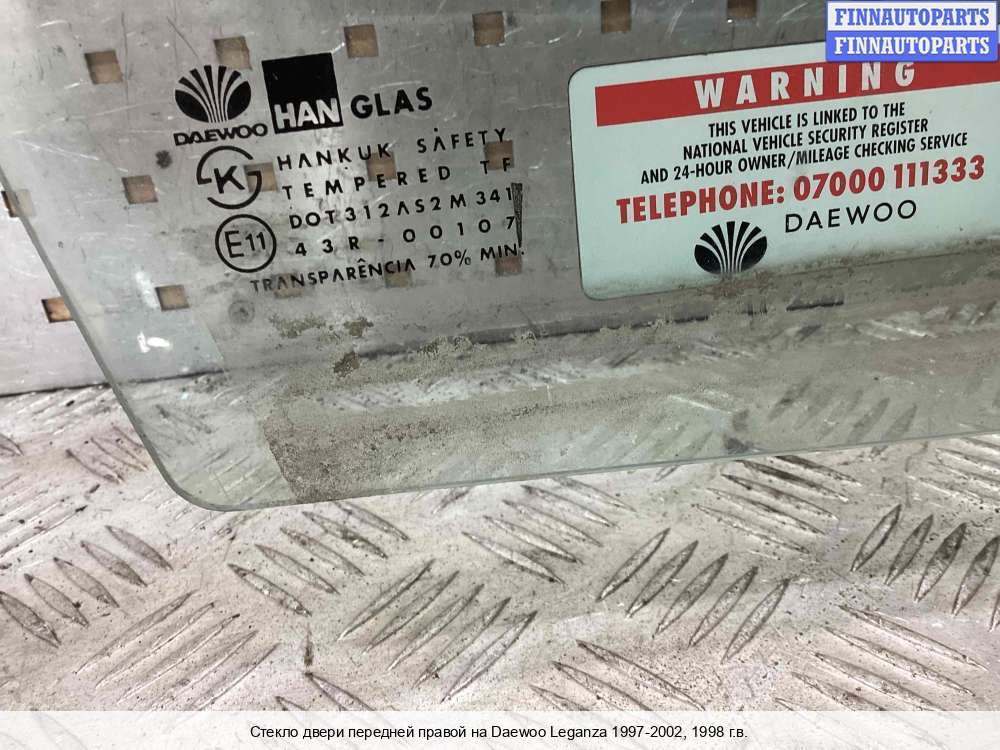 FINNAUTOPARTS
FINNAUTOPARTS
DAEWOO
HAN GLAS
K
HANKUK SAFETY
TEMPERED TF
DOT312AS2M341
E11
43R-00107
TRANSPARÊNCIA 70% MIN.
WARNING
THIS VEHICLE IS LINKED TO THE
NATIONAL VEHICLE SECURITY REGISTER
AND 24-HOUR OWNER/MILEAGE CHECKING SERVICE
TELEPHONE: 07000 111333
DAEWOO
Стекло двери передней правой на Daewoo Leganza 1997-2002, 1998 г.в.